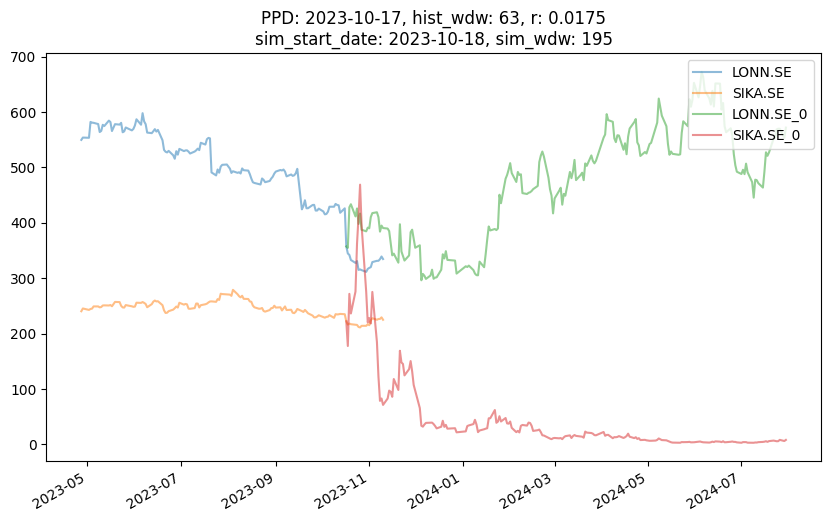 PPD: 2023-10-17, hist_wdw: 63, r: 0.0175
sim_start_date: 2023-10-18, sim_wdw: 195
700
600
500
400
300
200
100
0
LONN.SE
SIKA.SE
LONN.SE_0
SIKA.SE_0
2023-05
2023-07
2023-09
2023-11
2024-01
2024-03
2024-05
2024-07